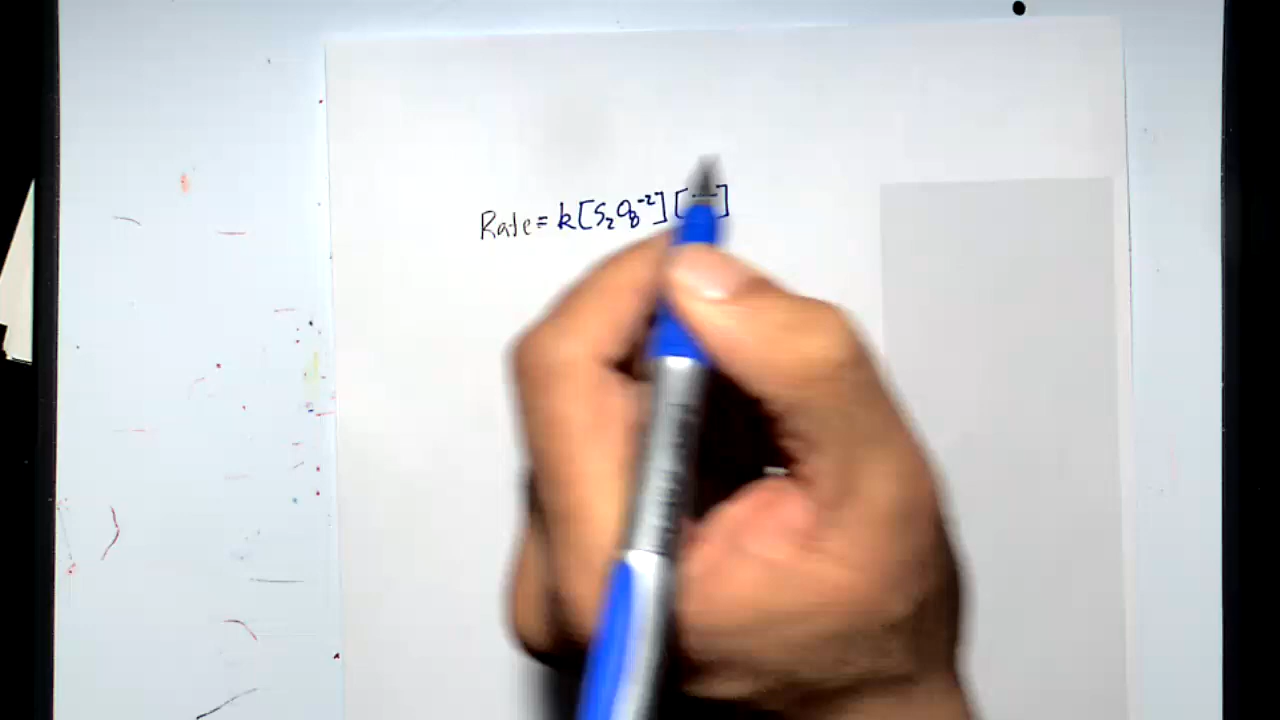 Rate = k[S₂O₈⁻²][ ]